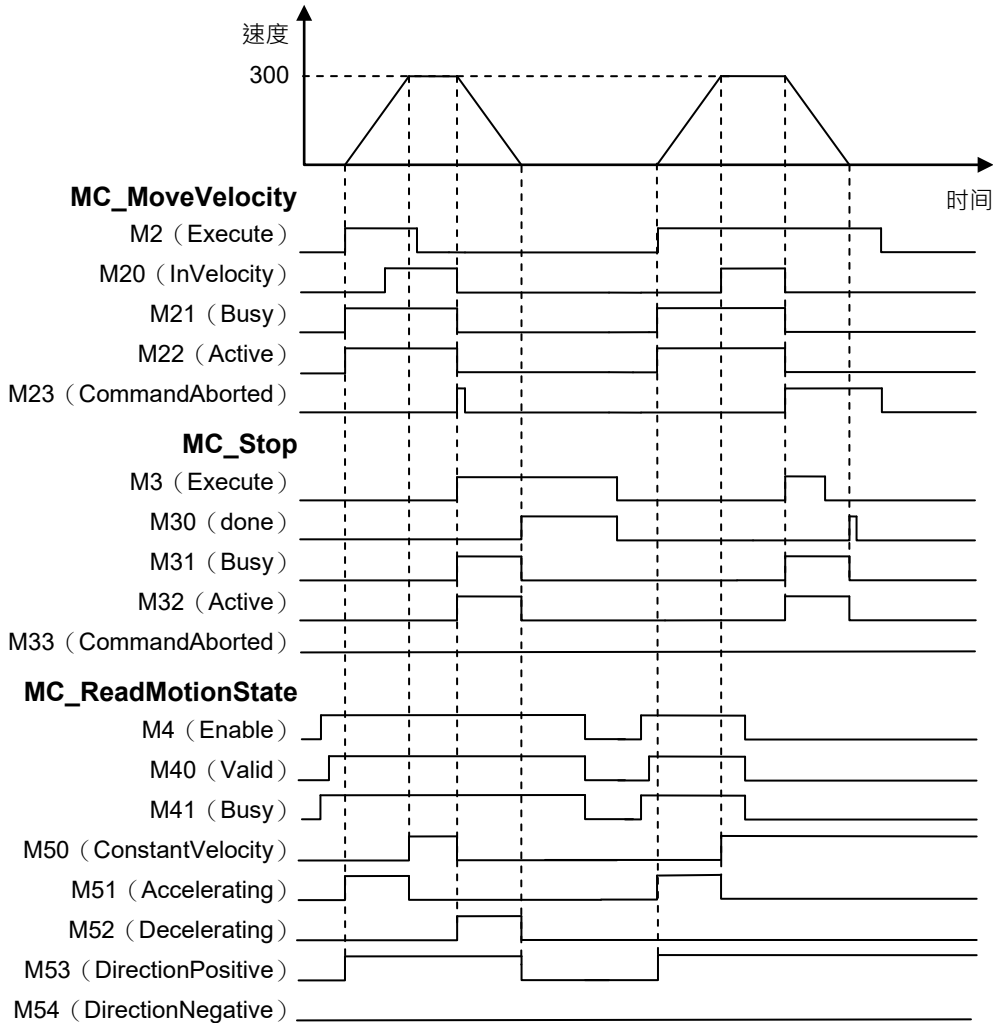 速度
300
时间
MC_MoveVelocity
M2（Execute）
M20（InVelocity）
M21（Busy）
M22（Active）
M23（CommandAborted）
MC_Stop
M3（Execute）
M30（done）
M31（Busy）
M32（Active）
M33（CommandAborted）
MC_ReadMotionState
M4（Enable）
M40（Valid）
M41（Busy）
M50（ConstantVelocity）
M51（Accelerating）
M52（Decelerating）
M53（DirectionPositive）
M54（DirectionNegative）